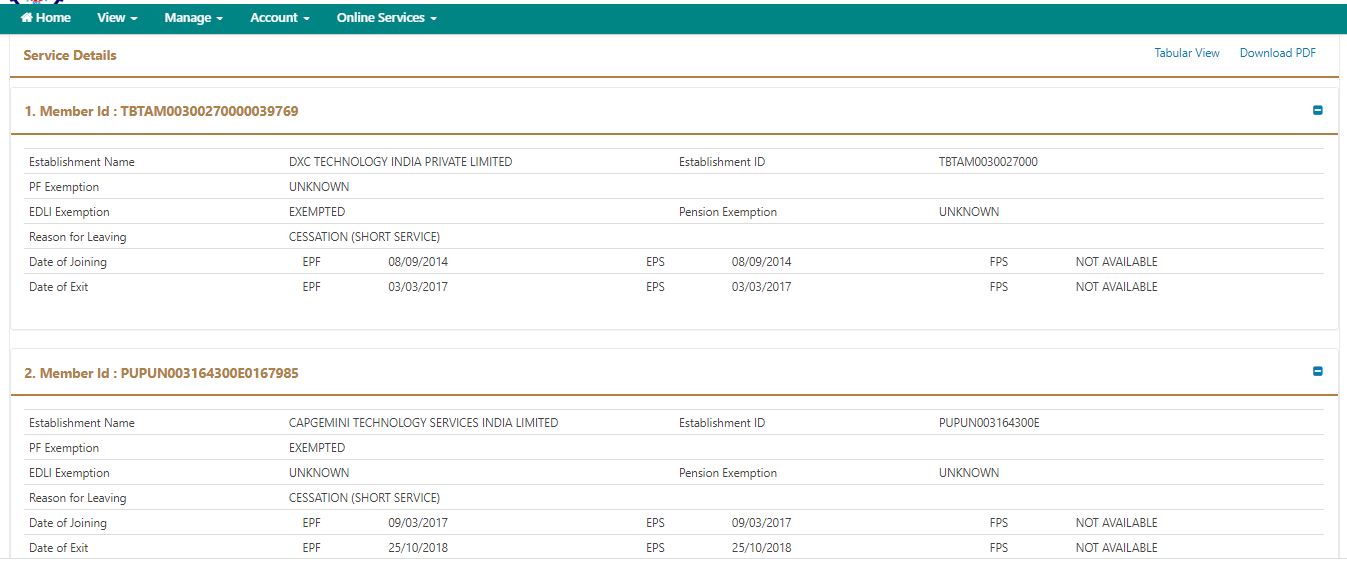 Home View Manage Account Online Services
Service Details Tabular View Download PDF
1. Member Id : TBTAM00300270000039769
Establishment Name DXC TECHNOLOGY INDIA PRIVATE LIMITED Establishment ID TBTAM0030027000
PF Exemption UNKNOWN
EDLI Exemption EXEMPTED Pension Exemption UNKNOWN
Reason for Leaving CESSATION (SHORT SERVICE)
Date of Joining EPF 08/09/2014 EPS 08/09/2014 FPS NOT AVAILABLE
Date of Exit EPF 03/03/2017 EPS 03/03/2017 FPS NOT AVAILABLE
2. Member Id : PUPUN003164300E0167985
Establishment Name CAPGEMINI TECHNOLOGY SERVICES INDIA LIMITED Establishment ID PUPUN003164300E
PF Exemption EXEMPTED
EDLI Exemption UNKNOWN Pension Exemption UNKNOWN
Reason for Leaving CESSATION (SHORT SERVICE)
Date of Joining EPF 09/03/2017 EPS 09/03/2017 FPS NOT AVAILABLE
Date of Exit EPF 25/10/2018 EPS 25/10/2018 FPS NOT AVAILABLE